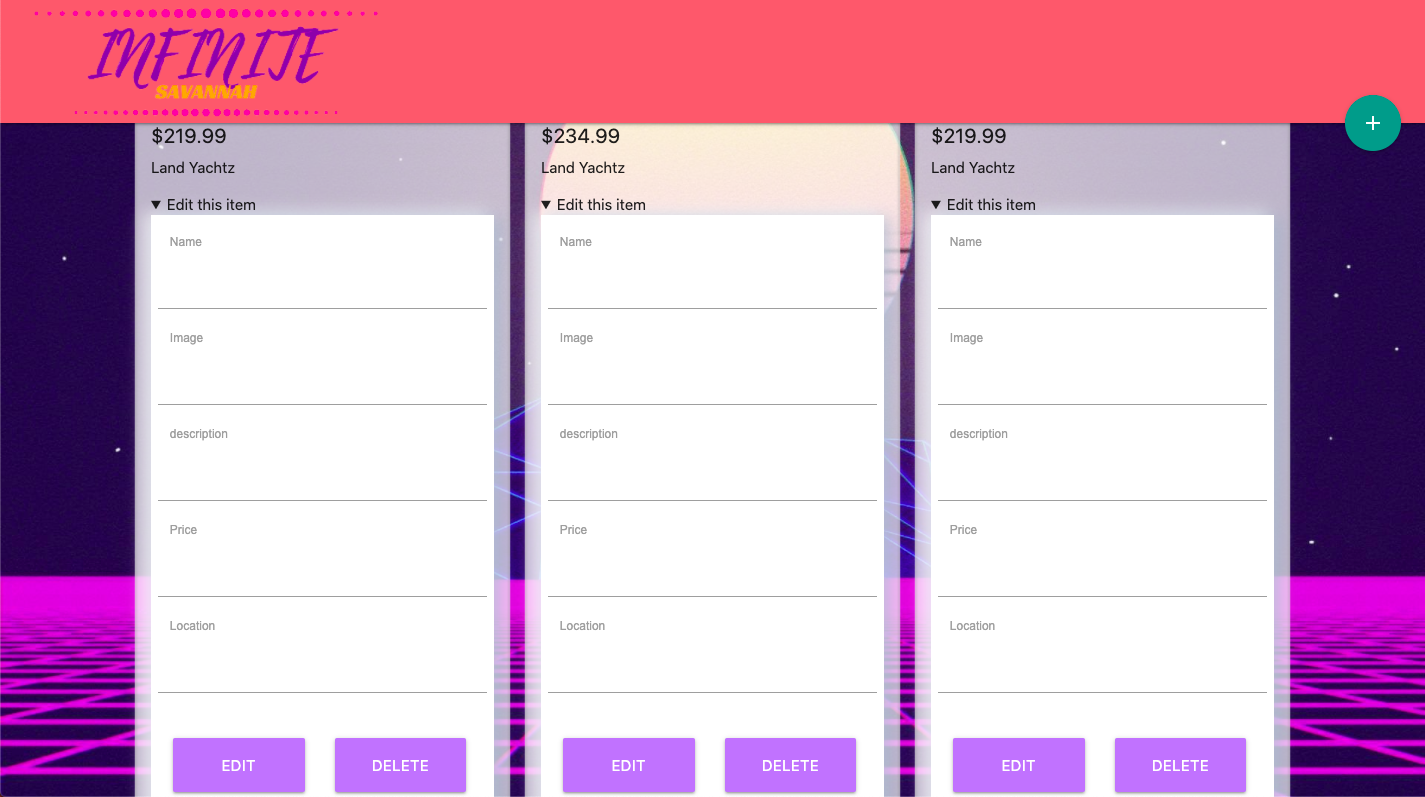 INFINITE
SAVANNAH
+
$219.99
Land Yachtz
▼ Edit this item
Name
Image
description
Price
Location
EDIT DELETE
$234.99
Land Yachtz
▼ Edit this item
Name
Image
description
Price
Location
EDIT DELETE
$219.99
Land Yachtz
▼ Edit this item
Name
Image
description
Price
Location
EDIT DELETE